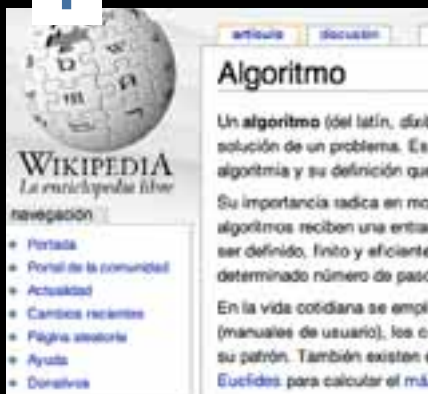 artículo discusión
Algoritmo
WIKIPEDIA
La enciclopedia libre
navegación
Portada
Portal de la comunidad
Actualidad
Cambios recientes
Página aleatoria
Ayuda
Donativos
Un algoritmo (del latín, dixit
solución de un problema. Es
algoritmia y su definición que
Su importancia radica en mo
algoritmos reciben una entra
ser definido, finito y eficiente
determinado número de paso
En la vida cotidiana se empl
(manuales de usuario), los c
su patrón. También existen
Euclides para calcular el má